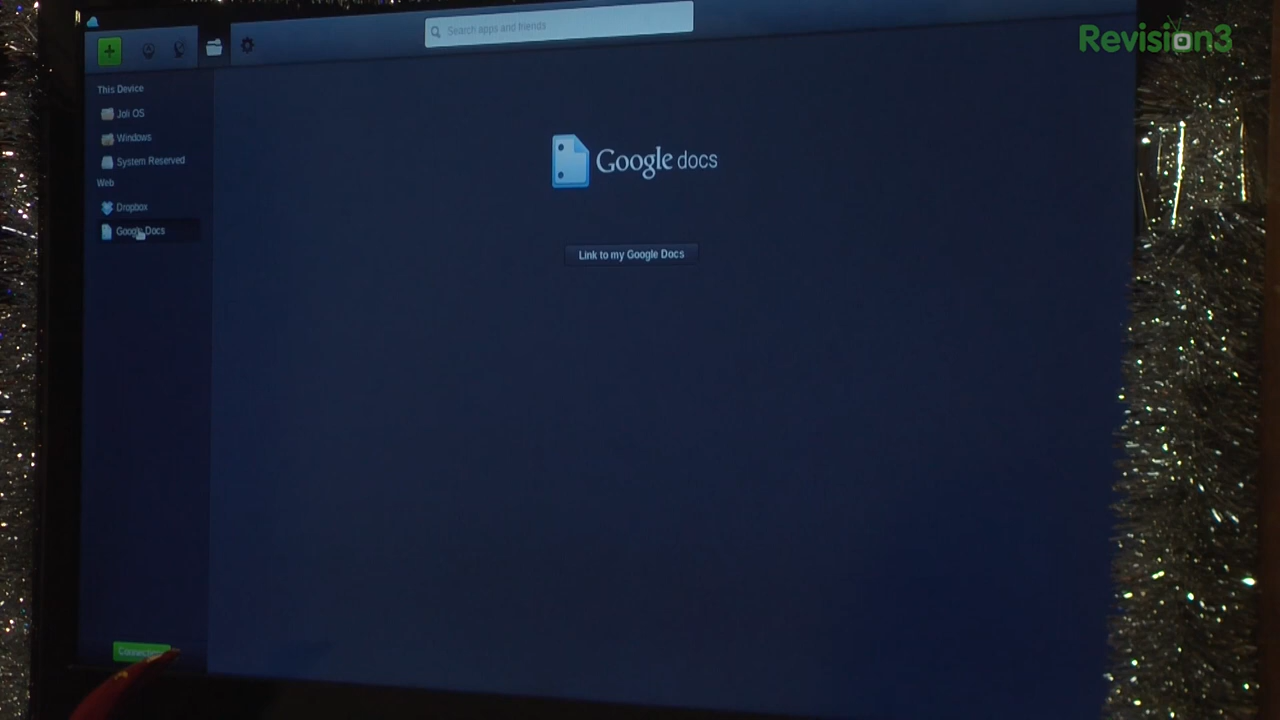 Search apps and friends
Revision3
This Device
Joli OS
Windows
System Reserved
Web
Dropbox
Google Docs
Google docs
Link to my Google Docs